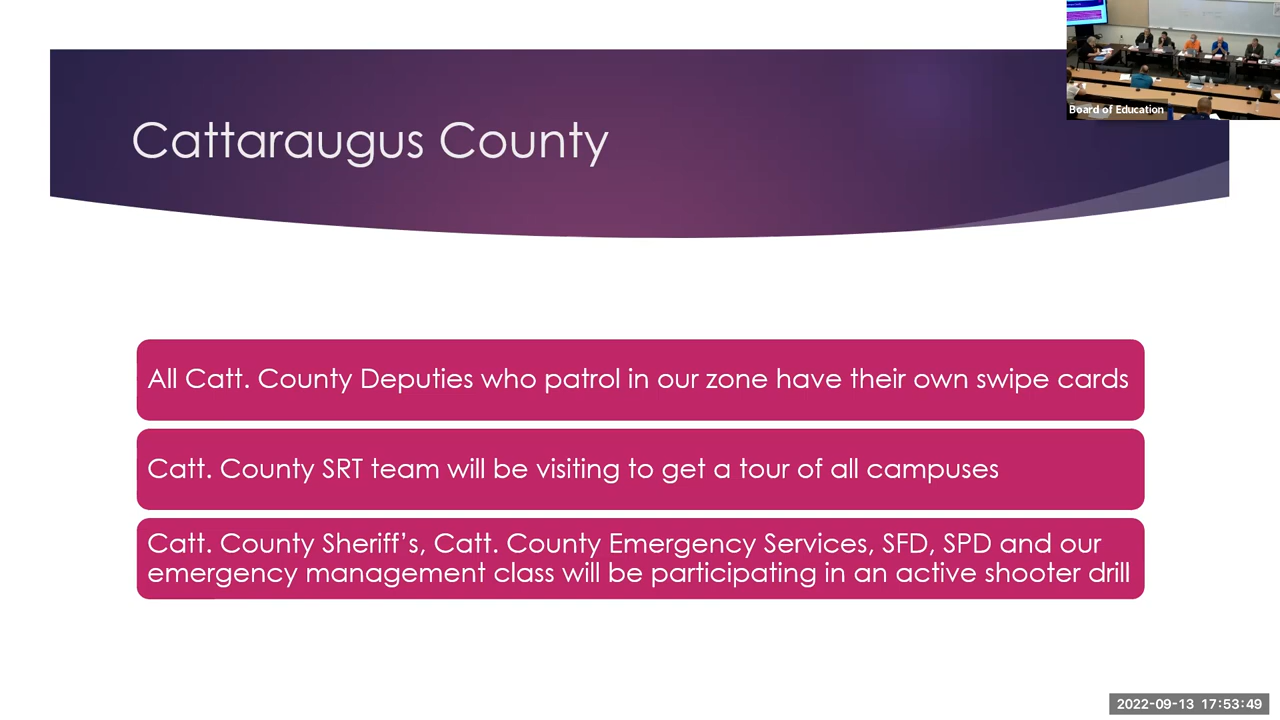 Cattaraugus County
Board of Education
All Catt. County Deputies who patrol in our zone have their own swipe cards
Catt. County SRT team will be visiting to get a tour of all campuses
Catt. County Sheriff’s, Catt. County Emergency Services, SFD, SPD and our
emergency management class will be participating in an active shooter drill
2022-09-13 17:53:49